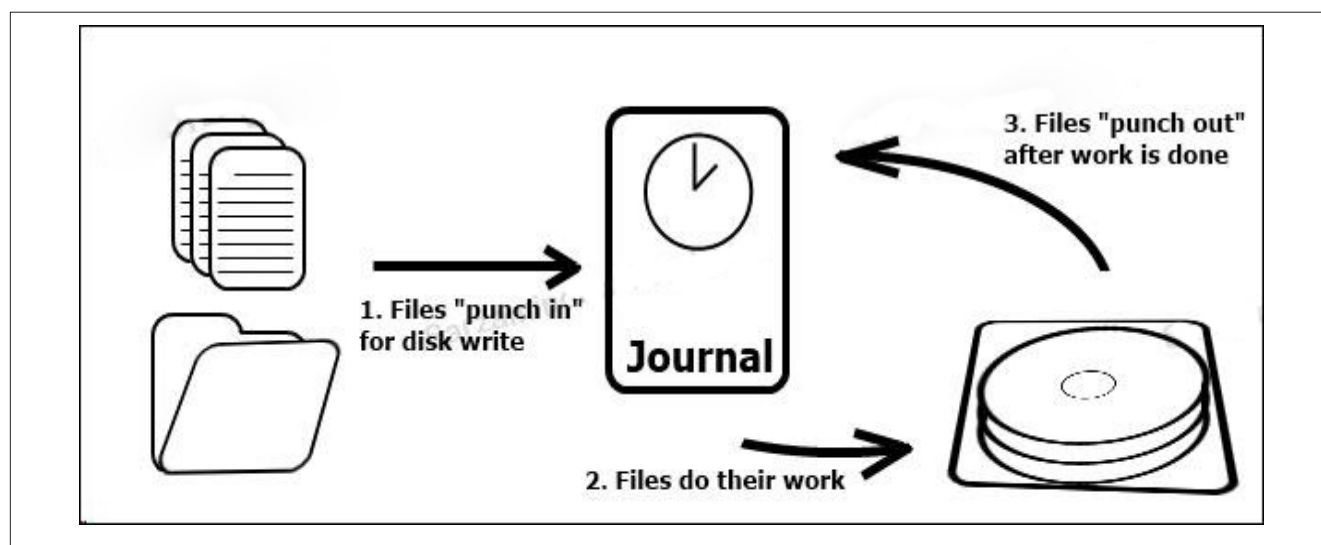 1. Files "punch in"
for disk write
Journal
2. Files do their work
3. Files "punch out"
after work is done